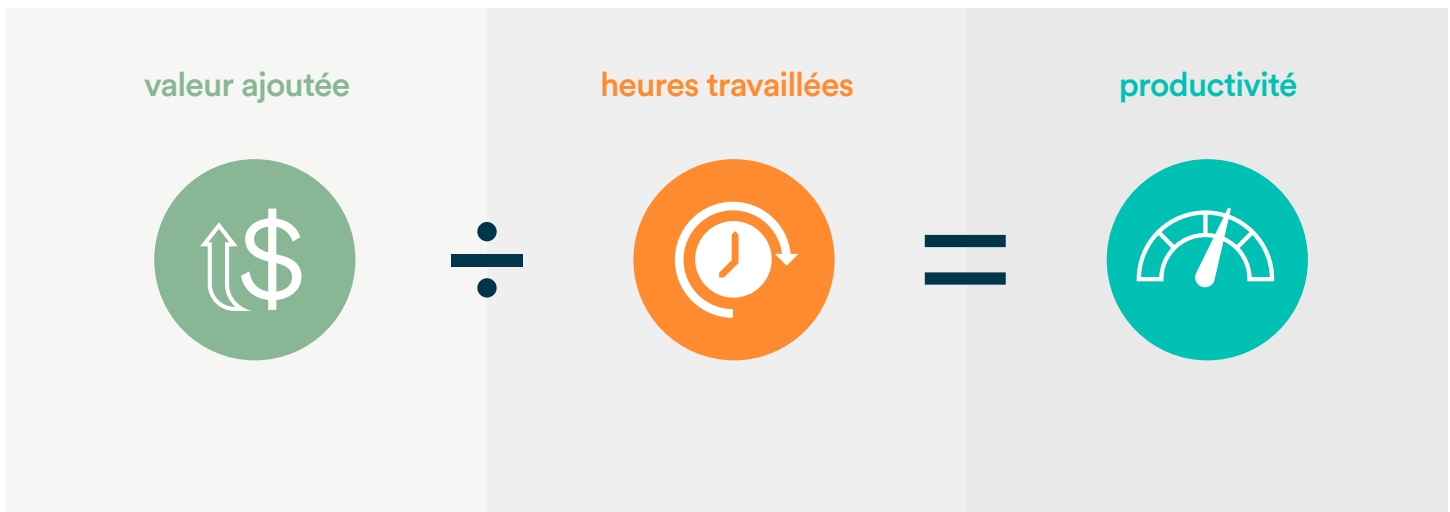 valeur ajoutée
heures travaillées
productivité
$
÷
=